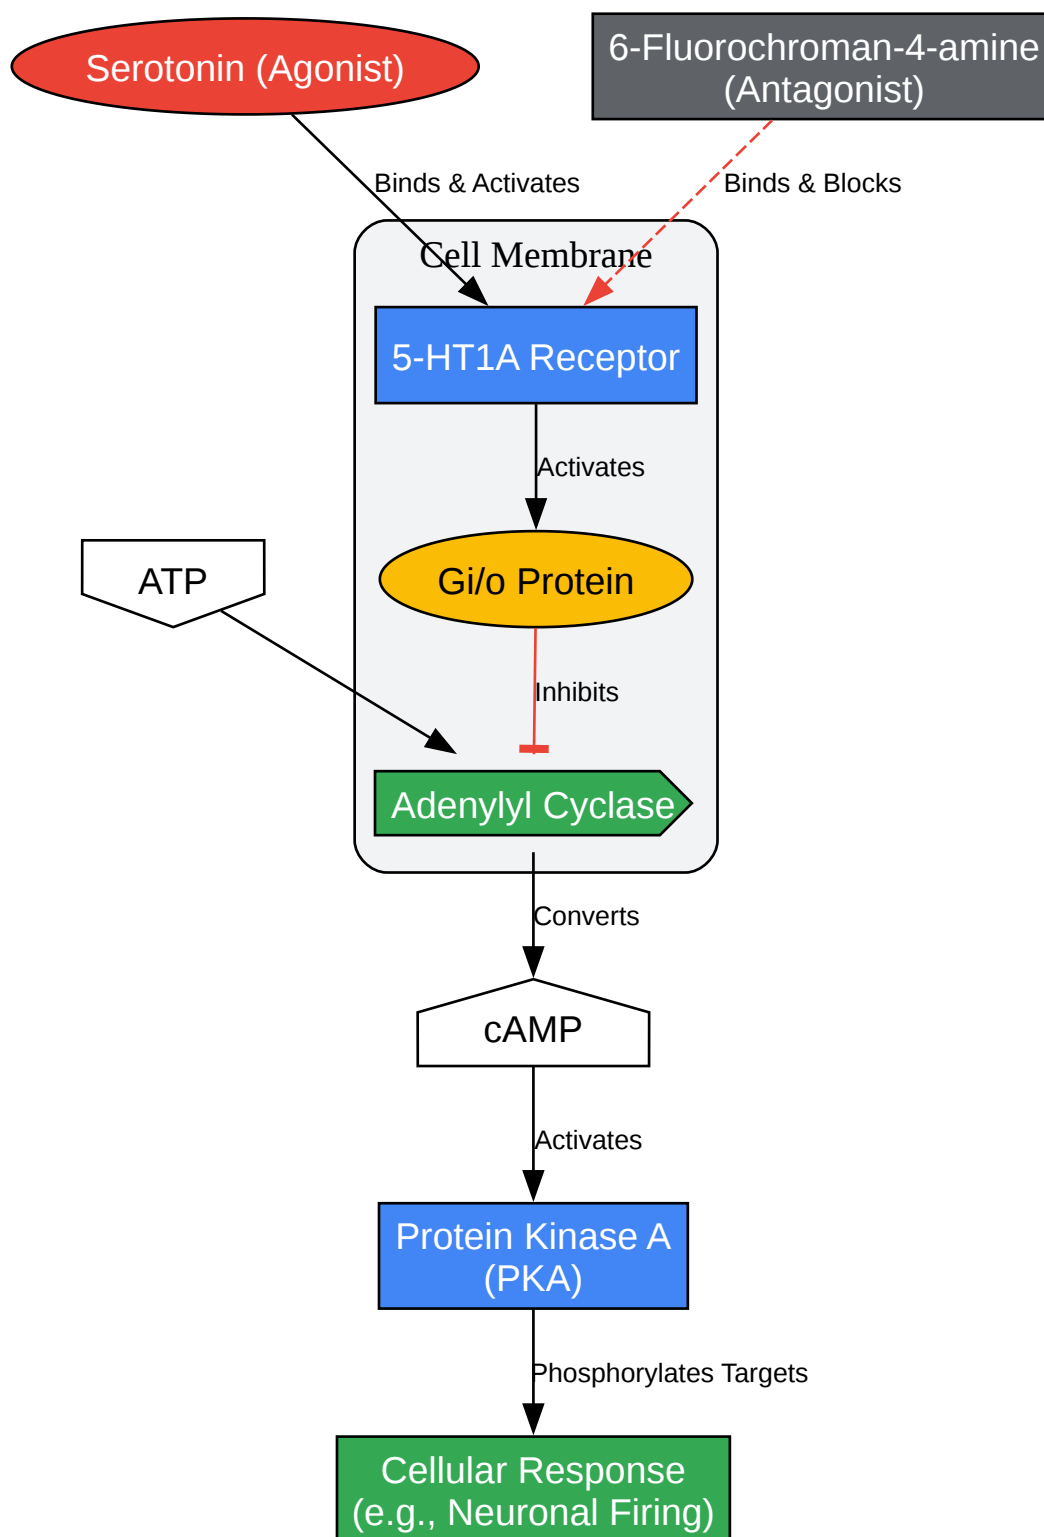 Serotonin (Agonist)
6-Fluorochroman-4-amine
(Antagonist)
Binds & Activates
Binds & Blocks
Cell Membrane
5-HT1A Receptor
Activates
ATP
Gi/o Protein
Inhibits
Adenylyl Cyclase
Converts
cAMP
Activates
Protein Kinase A
(PKA)
Phosphorylates Targets
Cellular Response
(e.g., Neuronal Firing)